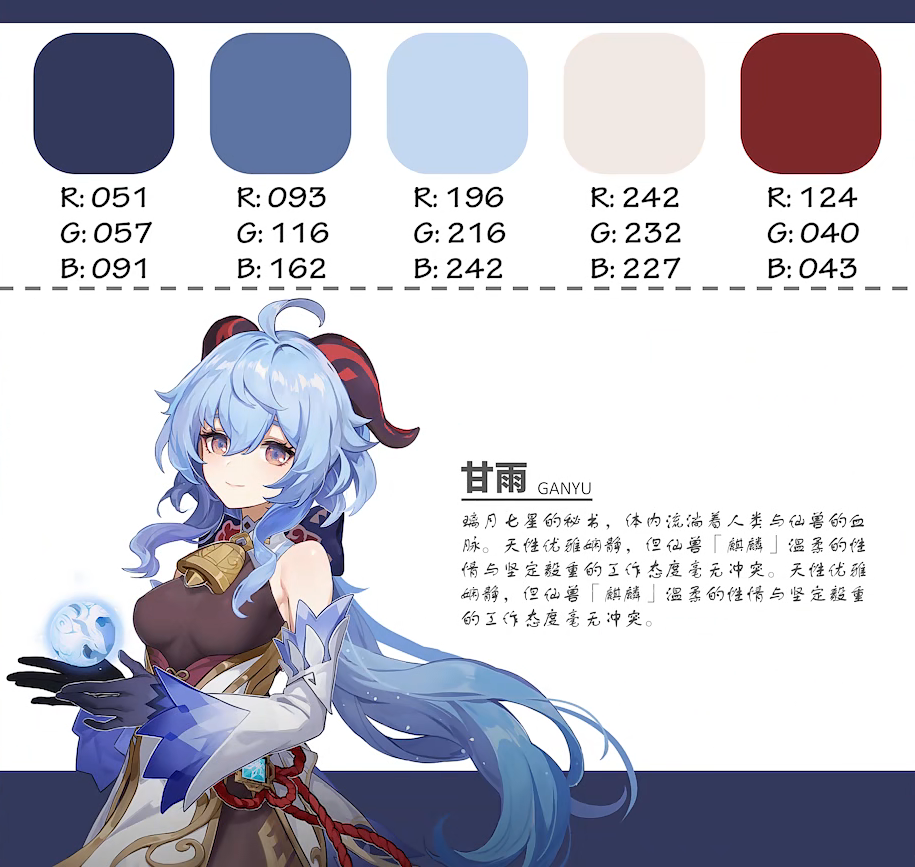 R: 051 R: 093 R: 196 R: 242 R: 124
G: 057 G: 116 G: 216 G: 232 G: 040
B: 091 B: 162 B: 242 B: 227 B: 043
甘雨 GANYU
璃月七星的秘书，体内流淌着人类与仙兽的血
脉。天性优雅娴静，但仙兽「麒麟」温柔的性
情与坚定毅重的工作态度毫无冲突。天性优雅
娴静，但仙兽「麒麟」温柔的性情与坚定毅重
的工作态度毫无冲突。